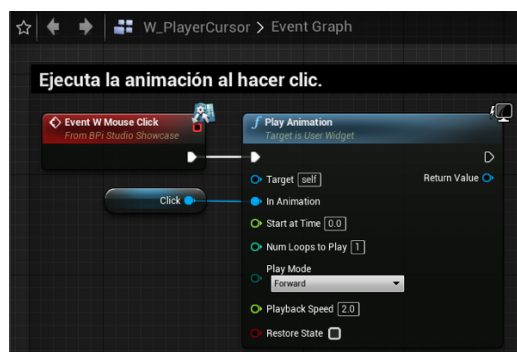 W_PlayerCursor > Event Graph
Ejecuta la animación al hacer clic.
Event W Mouse Click
From BPi Studio Showcase
Click
f Play Animation
Target is User Widget
Target self
Return Value
In Animation
Start at Time 0.0
Num Loops to Play 1
Play Mode
Forward
Playback Speed 2.0
Restore State